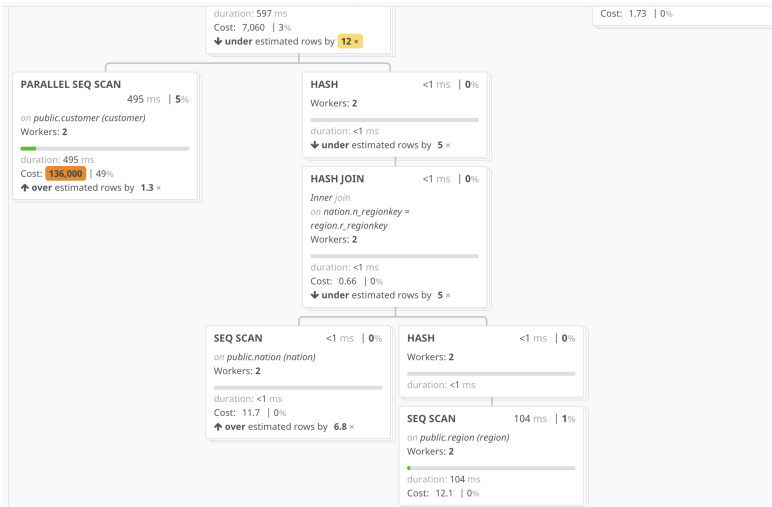 duration: 597 ms
Cost: 7,060 | 3%
under estimated rows by 12 ×
Cost: 1.73 | 0%
PARALLEL SEQ SCAN
495 ms | 5%
on public.customer (customer)
Workers: 2
duration: 495 ms
Cost: 136,000 | 49%
over estimated rows by 1.3 ×
HASH <1 ms | 0%
Workers: 2
duration: <1 ms
under estimated rows by 5 ×
HASH JOIN <1 ms | 0%
Inner join
on nation.n_regionkey =
region.r_regionkey
Workers: 2
duration: <1 ms
Cost: 0.66 | 0%
under estimated rows by 5 ×
SEQ SCAN <1 ms | 0%
on public.nation (nation)
Workers: 2
duration: <1 ms
Cost: 11.7 | 0%
over estimated rows by 6.8 ×
HASH <1 ms | 0%
Workers: 2
duration: <1 ms
SEQ SCAN 104 ms | 1%
on public.region (region)
Workers: 2
duration: 104 ms
Cost: 12.1 | 0%